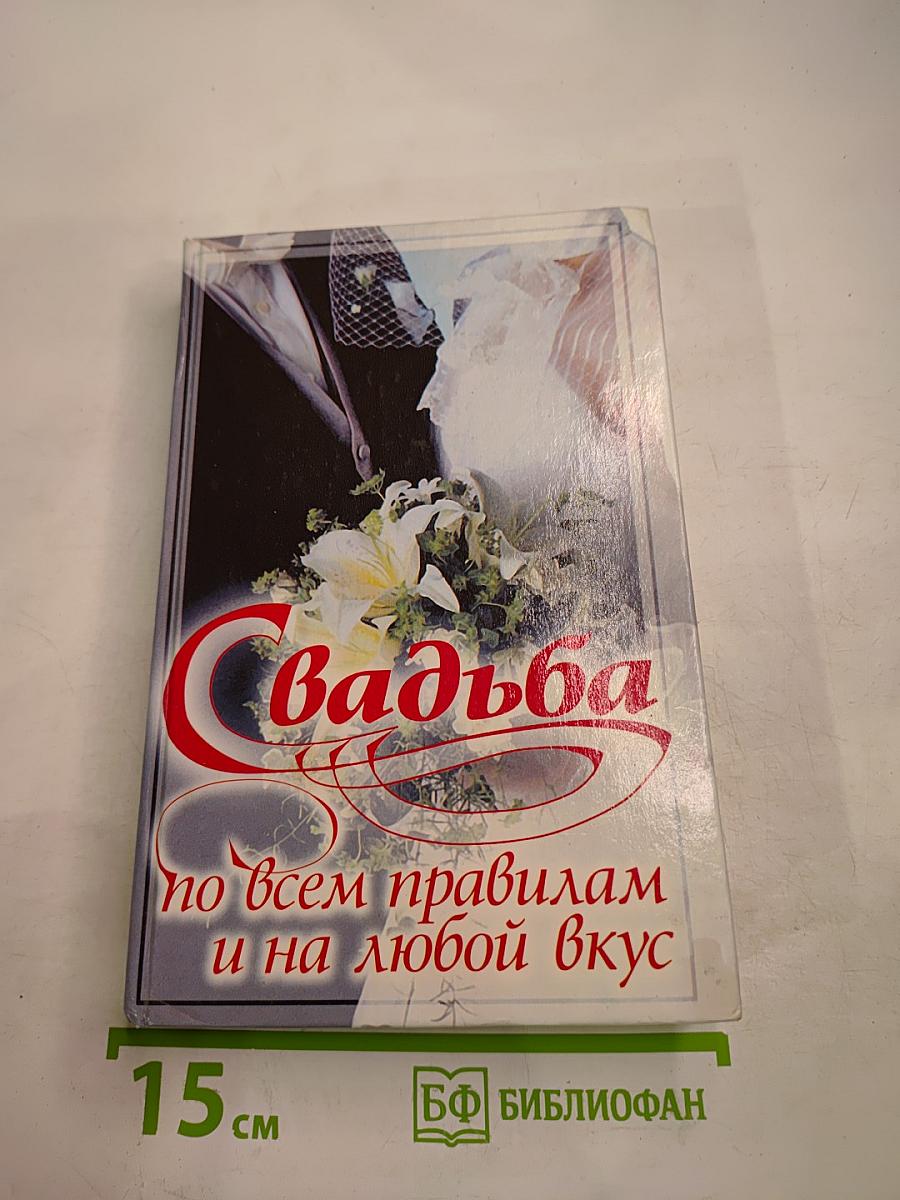 Свадьба
по всем правилам
и на любой вкус
15 см
БФ БИБЛИОФАН